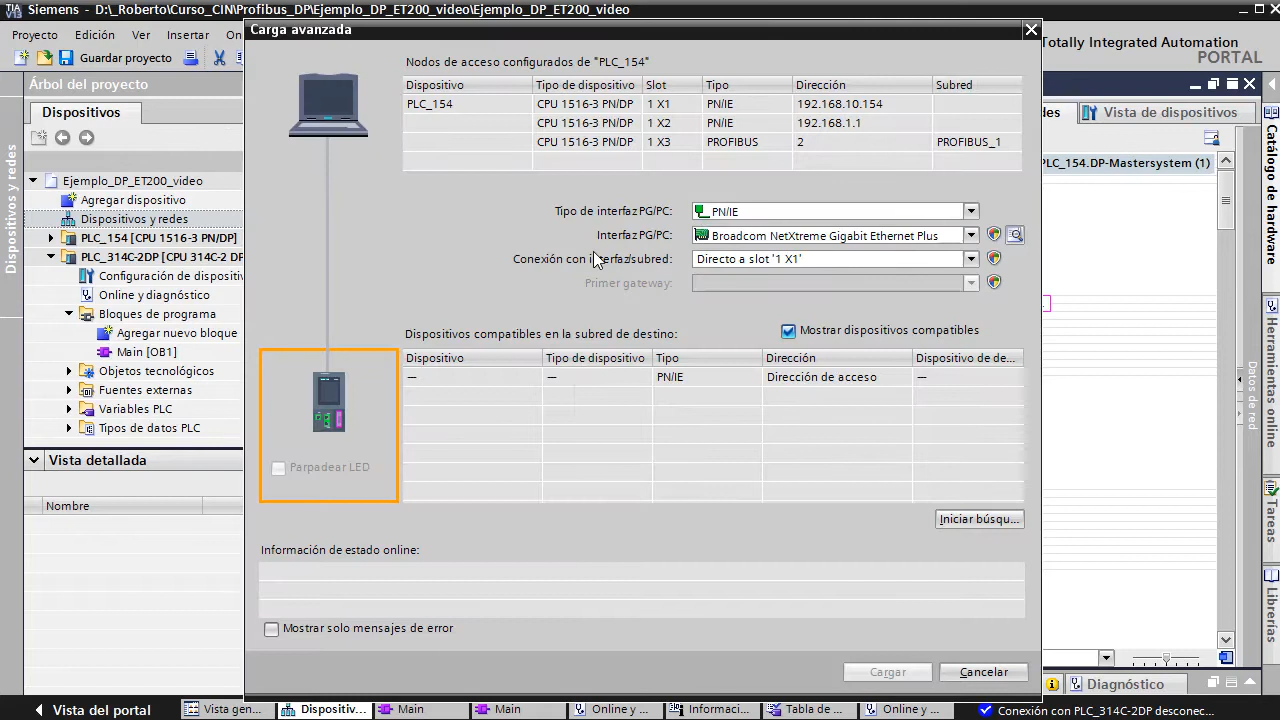 Siemens - D:\_Roberto\Curso_CIN\Profibus_DP\Ejemplo_DP_ET200_video\Ejemplo_DP_ET200_video
TIA
V13
Proyecto Edición Ver Insertar
Guardar proyecto
Totally Integrated Automation
PORTAL
Árbol del proyecto
Dispositivos
Dispositivos y redes
Ejemplo_DP_ET200_video
Agregar dispositivo
Dispositivos y redes
PLC_154 [CPU 1516-3 PN/DP]
PLC_314C-2DP [CPU 314C-2 DP
Configuración de dispositiv
Online y diagnóstico
Bloques de programa
Agregar nuevo bloque
Main [OB1]
Objetos tecnológicos
Fuentes externas
Variables PLC
Tipos de datos PLC
Vista detallada
Nombre
Carga avanzada
Nodos de acceso configurados de "PLC_154"
Dispositivo Tipo de dispositivo Slot Tipo Dirección Subred
PLC_154 CPU 1516-3 PN/DP 1 X1 PN/IE 192.168.10.154
CPU 1516-3 PN/DP 1 X2 PN/IE 192.168.1.1
CPU 1516-3 PN/DP 1 X3 PROFIBUS 2 PROFIBUS_1
Tipo de interfaz PG/PC: PN/IE
Interfaz PG/PC: Broadcom NetXtreme Gigabit Ethernet Plus
Conexión con interfaz/subred: Directo a slot '1 X1'
Primer gateway:
Dispositivos compatibles en la subred de destino: Mostrar dispositivos compatibles
Dispositivo Tipo de dispositivo Tipo Dirección Dispositivo de de...
— — PN/IE Dirección de acceso —
Parpadear LED
Iniciar búsqu...
Información de estado online:
Mostrar solo mensajes de error
Cargar Cancelar
des Vista de dispositivos
PLC_154.DP-Mastersystem (1)
Catálogo de hardware
Herramientas online
Tareas
Librerías
Datos de red
Diagnóstico
Vista del portal Vista gen... Dispositiv... Main Main Online y ... Informaci... Tabla de ... Online y ... Conexión con PLC_314C-2DP desconec...